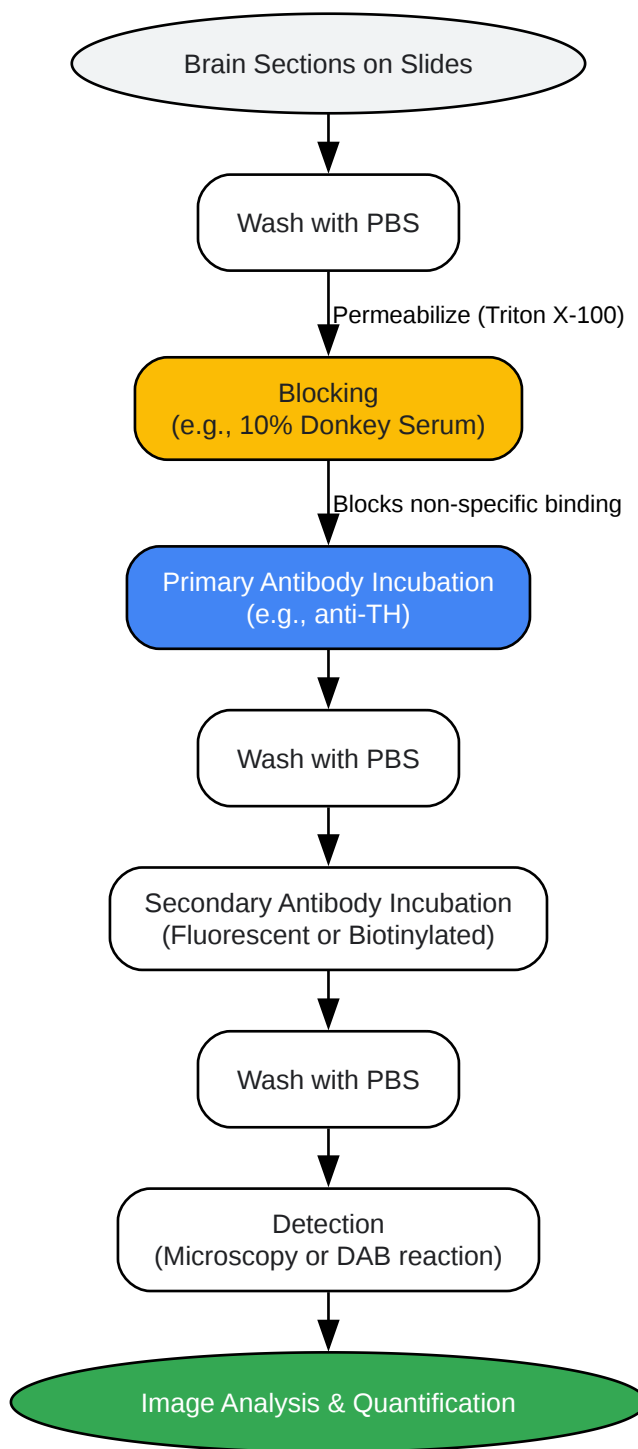 Brain Sections on Slides
Wash with PBS
Permeabilize (Triton X-100)
Blocking
(e.g., 10% Donkey Serum)
Blocks non-specific binding
Primary Antibody Incubation
(e.g., anti-TH)
Wash with PBS
Secondary Antibody Incubation
(Fluorescent or Biotinylated)
Wash with PBS
Detection
(Microscopy or DAB reaction)
Image Analysis & Quantification